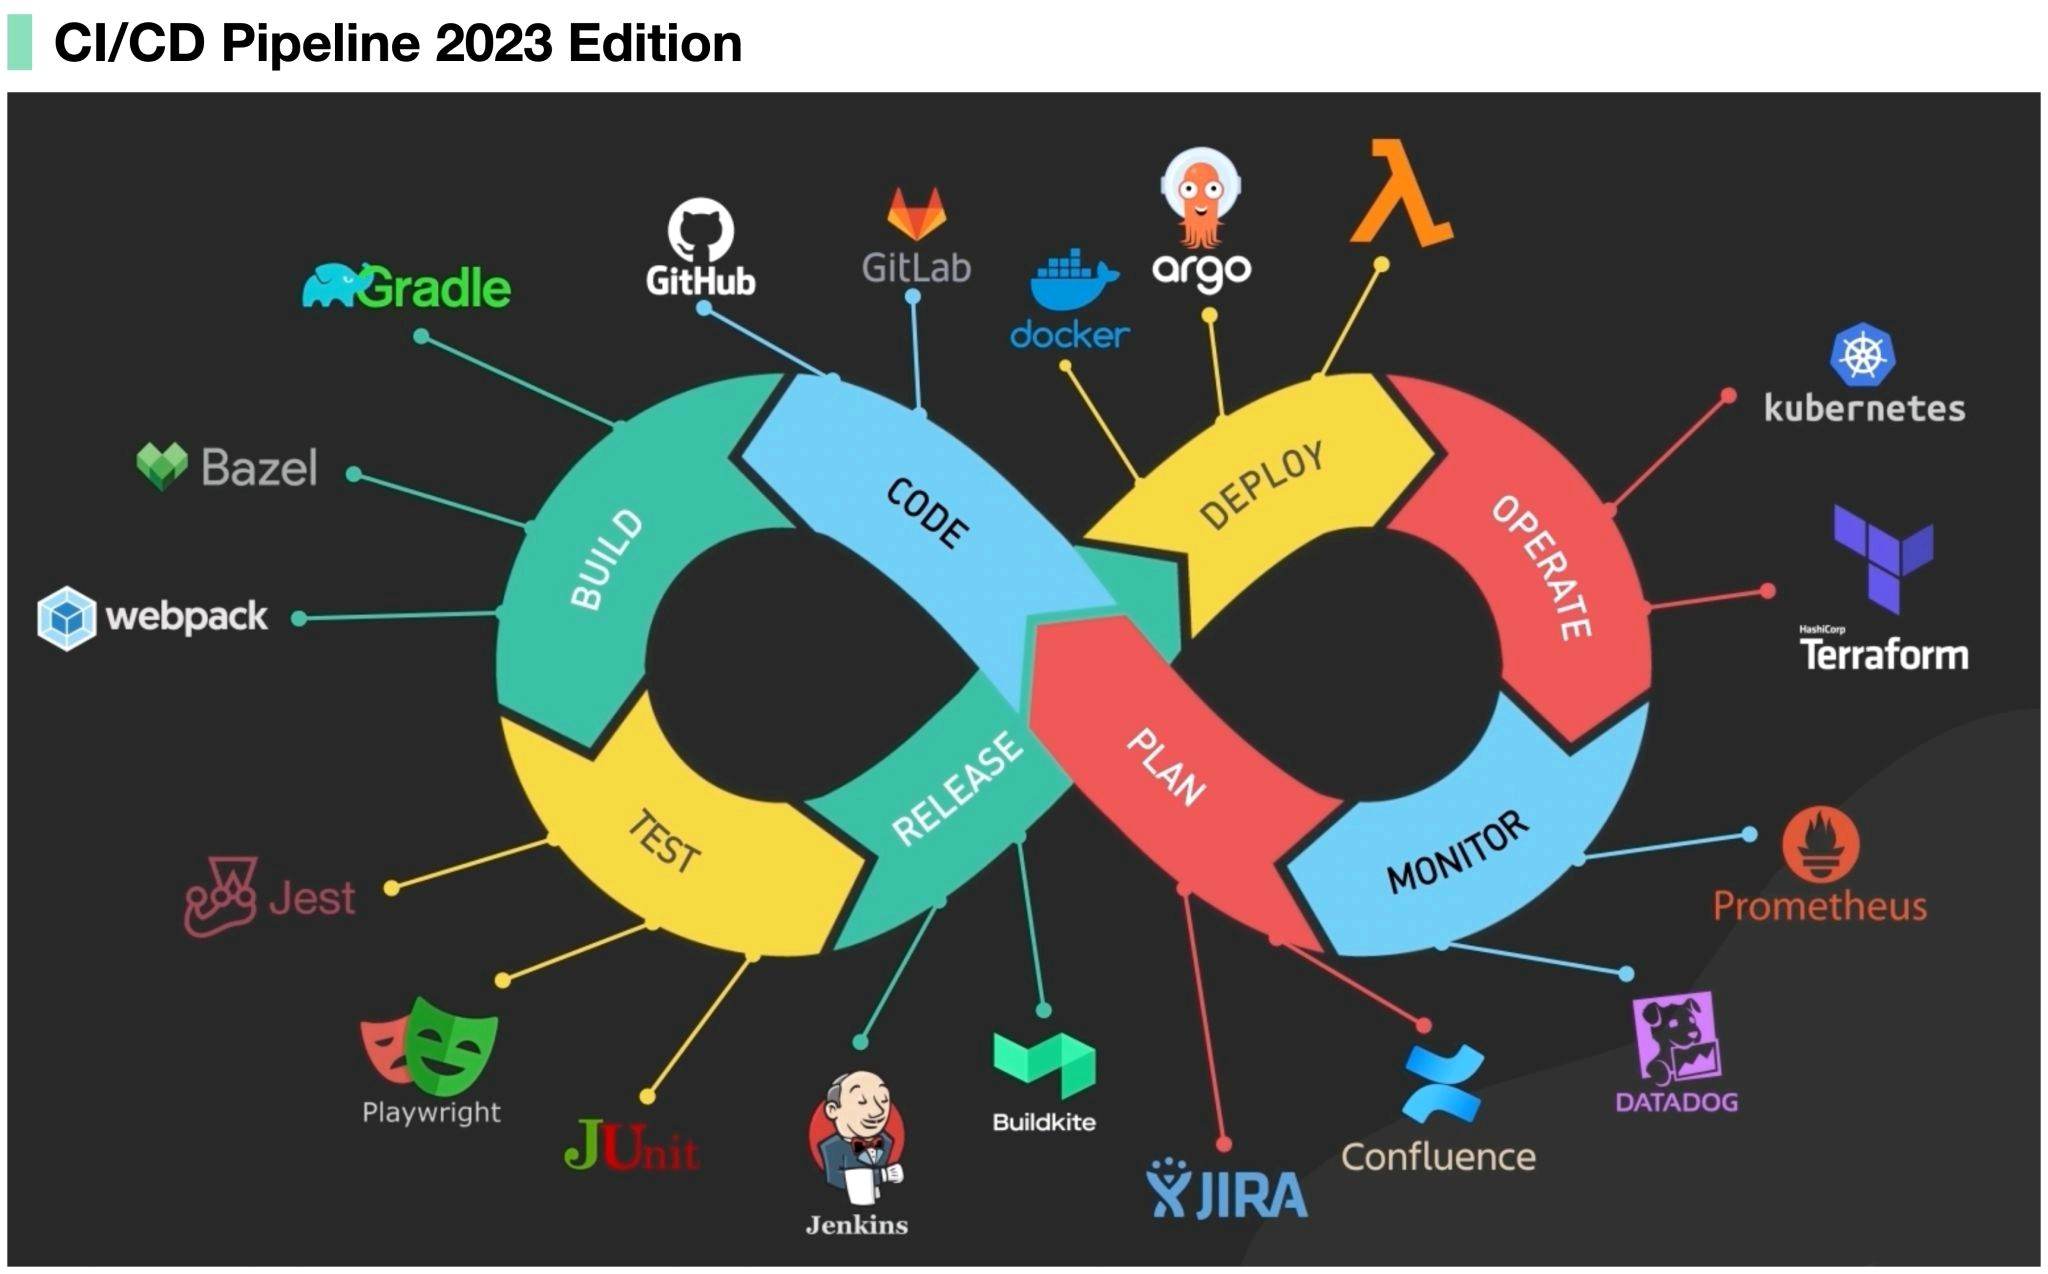 CI/CD Pipeline 2023 Edition
GitHub
GitLab
docker
argo
Gradle
Bazel
webpack
kubernetes
HashiCorp
Terraform
BUILD
CODE
DEPLOY
OPERATE
TEST
RELEASE
PLAN
MONITOR
Jest
Playwright
JUnit
Jenkins
Buildkite
JIRA
Confluence
DATADOG
Prometheus